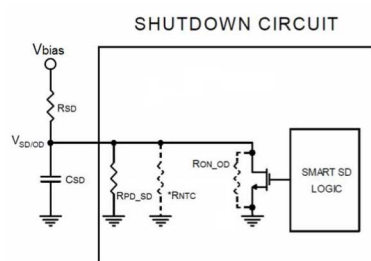 SHUTDOWN CIRCUIT
Vbias
RSD
VSD/OD
CSD
RPD_SD
*RNTC
RON_OD
SMART SD
LOGIC